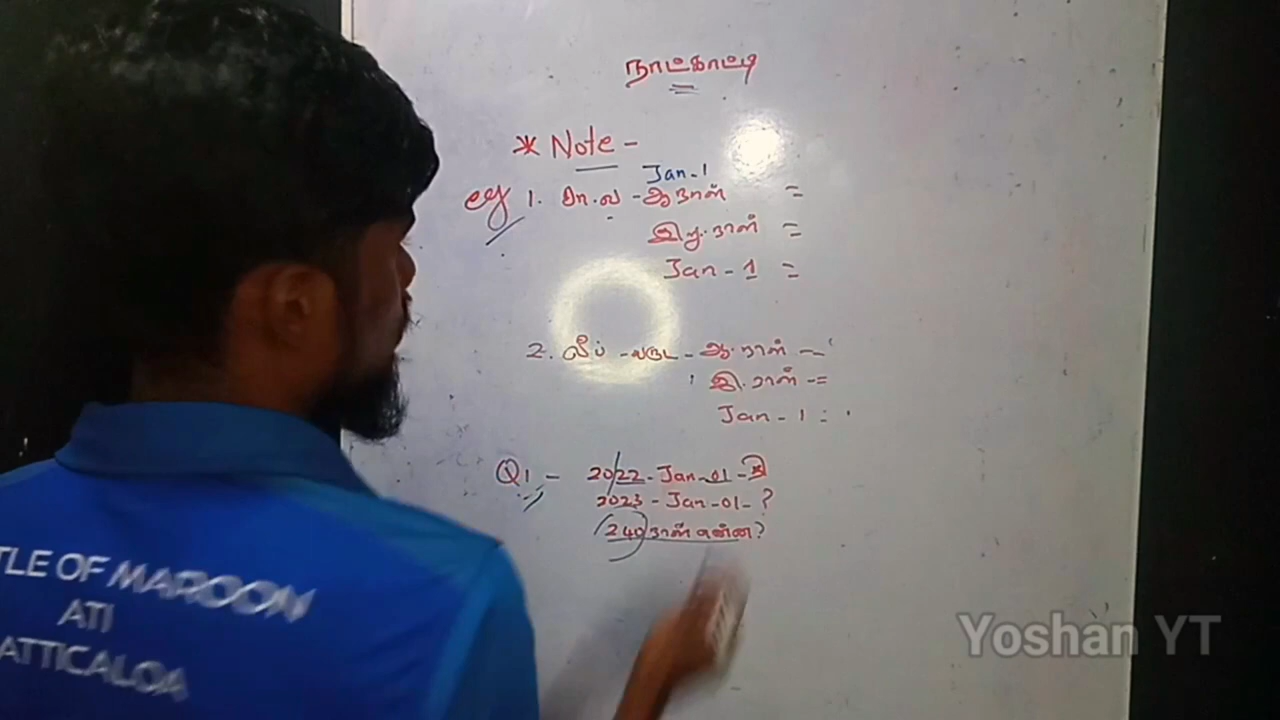 நாட்காட்டி
* Note -
Jan-1
eg 1. சா.வ - ஆ நாள் =
இறு.நாள் =
Jan - 1 =
2. லீப் - வருட - ஆ.நாள் -
இ.நாள் -=
Jan - 1 :
Q1 - 2022 - Jan - 01 -
2023 - Jan - 01 - ?
(240) நாள் என்ன?
TLE OF MAROON
ATI
ATTICALOA
Yoshan YT